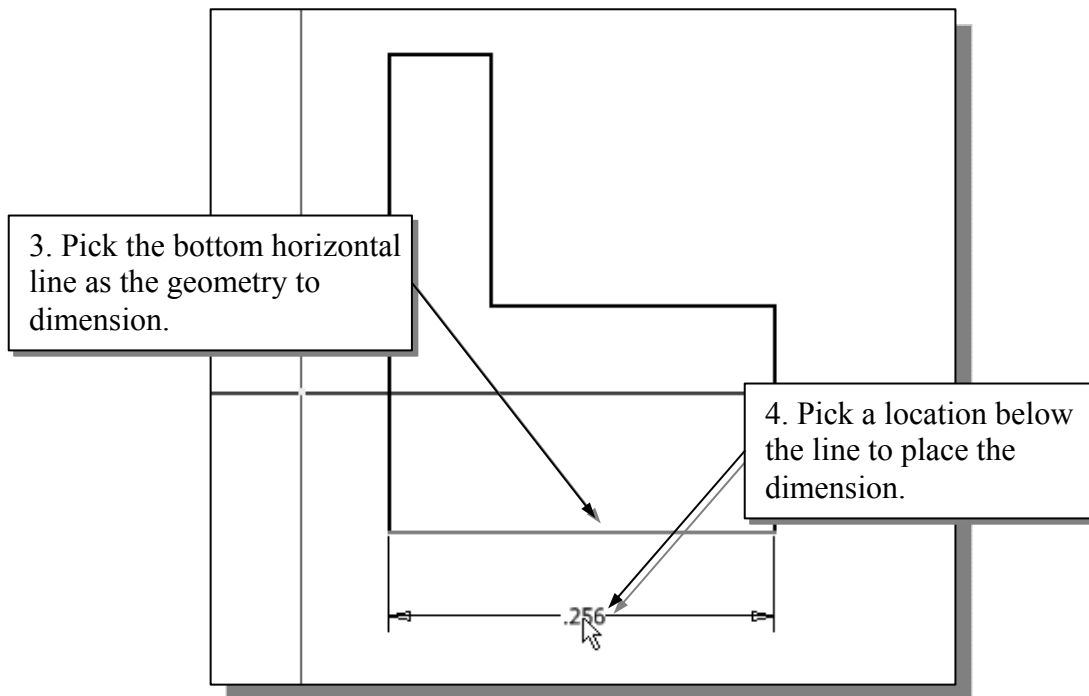 3. Pick the bottom horizontal
line as the geometry to
dimension.
4. Pick a location below
the line to place the
dimension.
.256